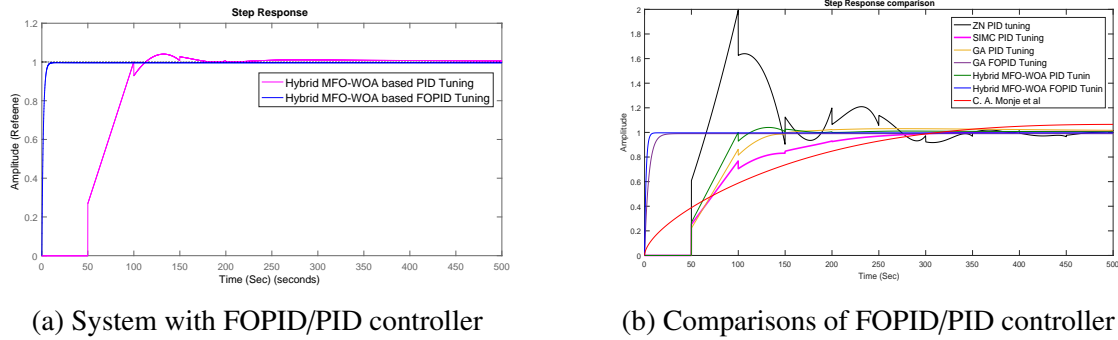 Step Response
Amplitude (Refeene)
1.2
1
0.8
0.6
0.4
0.2
0
Hybrid MFO-WOA based PID Tuning
Hybrid MFO-WOA based FOPID Tuning
0 50 100 150 200 250 300 350 400 450 500
Time (Sec) (seconds)
(a) System with FOPID/PID controller
Step Response comparison
Amplitude
2
1.8
1.6
1.4
1.2
1
0.8
0.6
0.4
0.2
0
ZN PID tuning
SIMC PID Tuning
GA PID Tuning
GA FOPID Tuning
Hybrid MFO-WOA PID Tunin
Hybrid MFO-WOA FOPID Tunin
C. A. Monje et al
0 50 100 150 200 250 300 350 400 450 500
Time (Sec)
(b) Comparisons of FOPID/PID controller